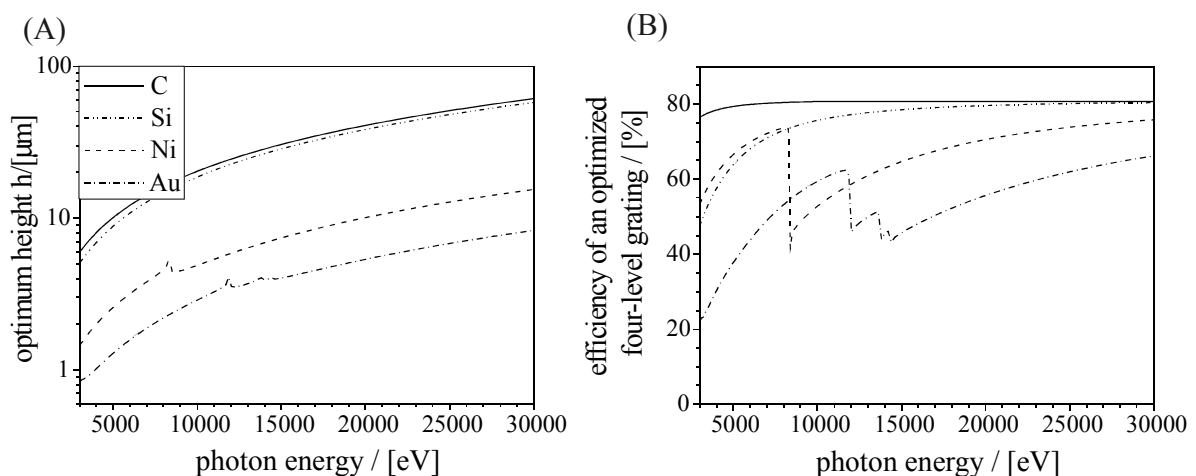 (A)
100
10
1
optimum height h/[μm]
C
Si
Ni
Au
5000 10000 15000 20000 25000 30000
photon energy / [eV]
(B)
80
60
40
20
0
efficiency of an optimized
four-level grating / [%]
5000 10000 15000 20000 25000 30000
photon energy / [eV]